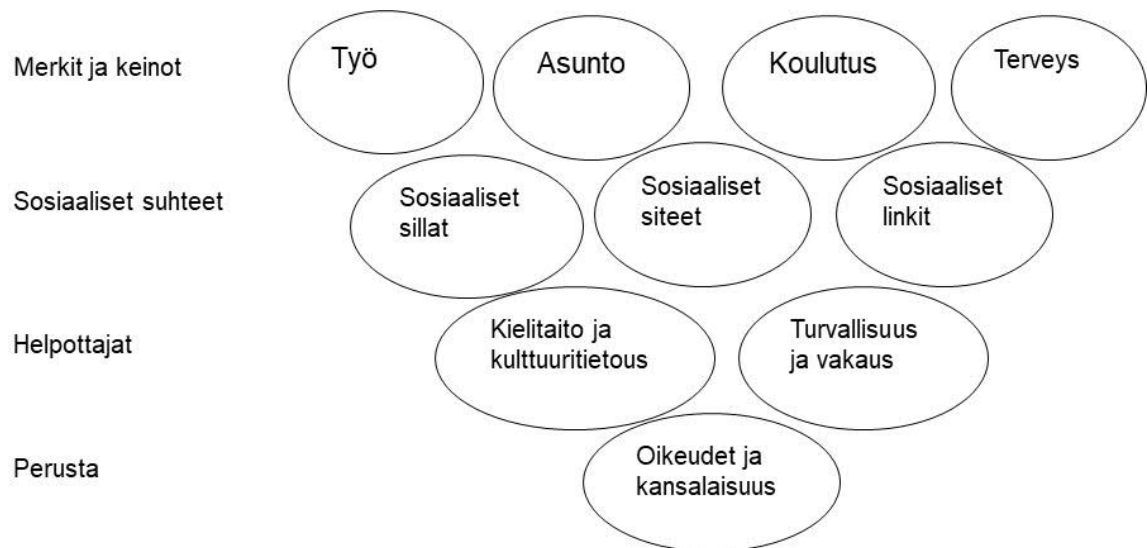 Merkit ja keinot
Työ
Asunto
Koulutus
Terveys
Sosiaaliset suhteet
Sosiaaliset
sillat
Sosiaaliset
siteet
Sosiaaliset
linkit
Helpottajat
Kielitaito ja
kulttuuritietous
Turvallisuus
ja vakaus
Perusta
Oikeudet ja
kansalaisuus